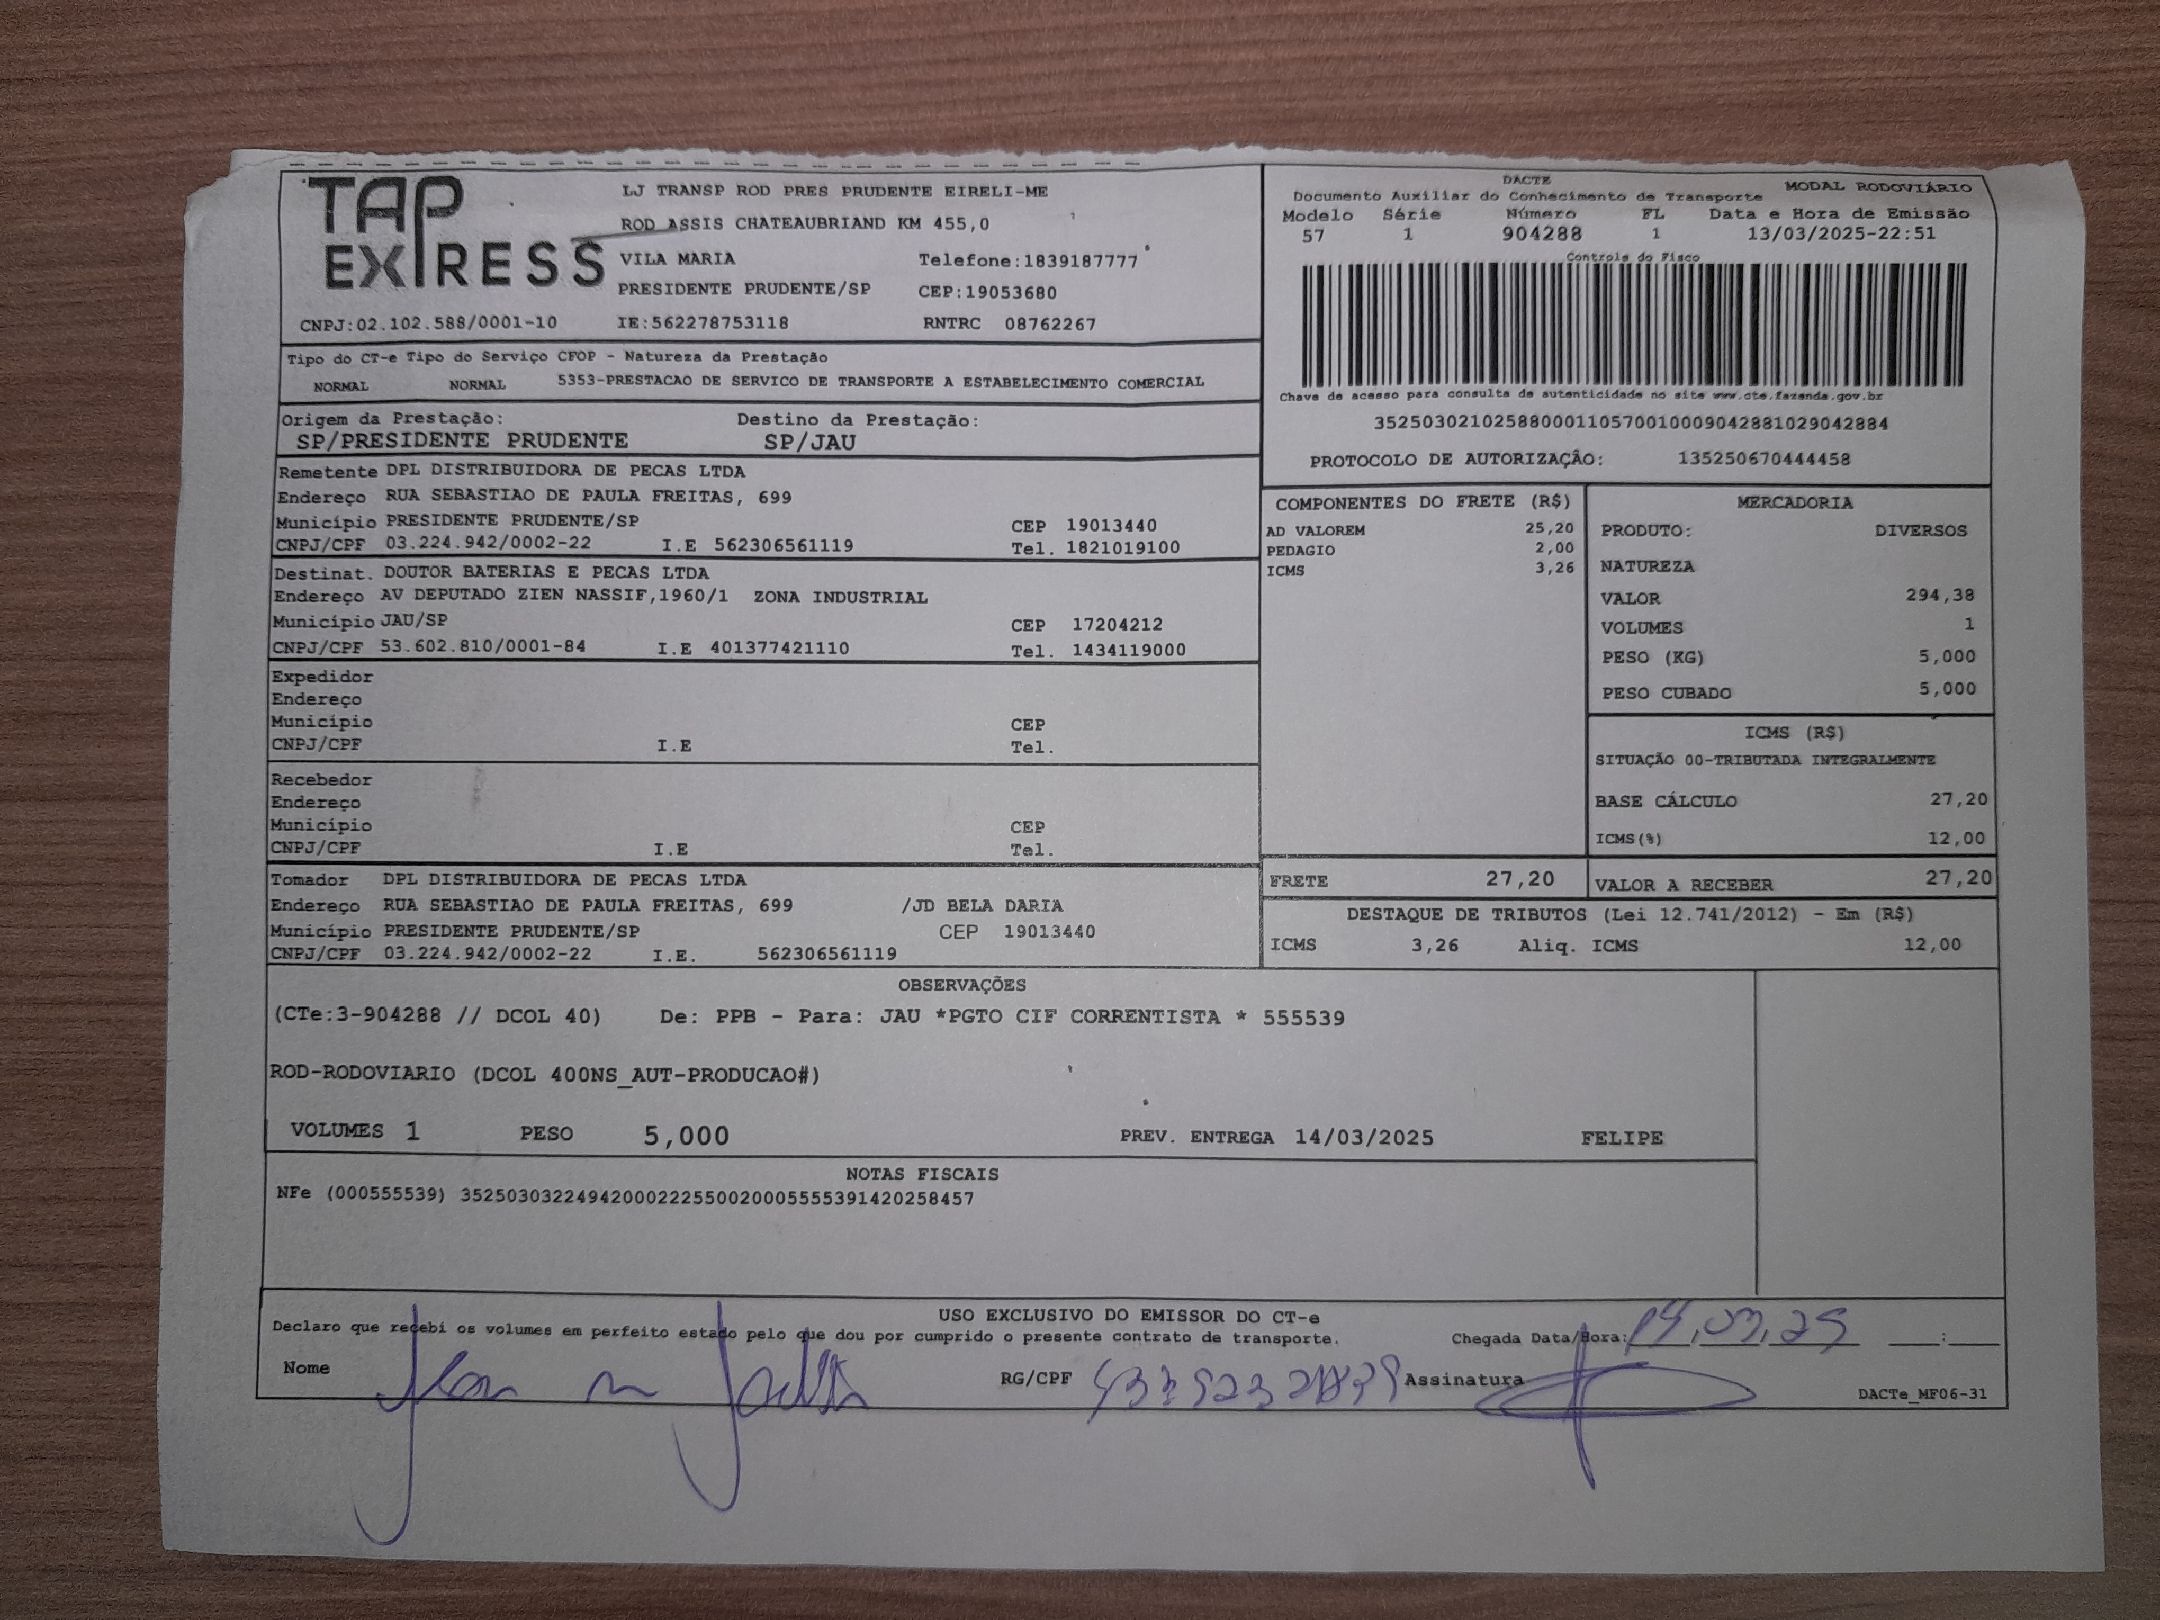 TAP EXPRESS
LJ TRANSP ROD PRES PRUDENTE EIRELI-ME
ROD ASSIS CHATEAUBRIAND KM 455,0
VILA MARIA Telefone:1839187777
PRESIDENTE PRUDENTE/SP CEP:19053680
CNPJ:02.102.588/0001-10 IE:562278753118 RNTRC 08762267
DACTE
Documento Auxiliar do Conhecimento de Transporte MODAL RODOVIÁRIO
Modelo Série Número FL Data e Hora de Emissão
57 1 904288 1 13/03/2025-22:51
Controle do Fisco
Chave de acesso para consulta de autenticidade no site www.cte.fazenda.gov.br
35250302102588000110570010009042881029042884
PROTOCOLO DE AUTORIZAÇÃO: 135250670444458
Tipo do CT-e Tipo do Serviço CFOP - Natureza da Prestação
NORMAL NORMAL 5353-PRESTACAO DE SERVICO DE TRANSPORTE A ESTABELECIMENTO COMERCIAL
Origem da Prestação: Destino da Prestação:
SP/PRESIDENTE PRUDENTE SP/JAU
Remetente DPL DISTRIBUIDORA DE PECAS LTDA
Endereço RUA SEBASTIAO DE PAULA FREITAS, 699
Município PRESIDENTE PRUDENTE/SP CEP 19013440
CNPJ/CPF 03.224.942/0002-22 I.E 562306561119 Tel. 1821019100
Destinat. DOUTOR BATERIAS E PECAS LTDA
Endereço AV DEPUTADO ZIEN NASSIF,1960/1 ZONA INDUSTRIAL
Município JAU/SP CEP 17204212
CNPJ/CPF 53.602.810/0001-84 I.E 401377421110 Tel. 1434119000
Expedidor
Endereço
Município CEP
CNPJ/CPF I.E Tel.
Recebedor
Endereço
Município CEP
CNPJ/CPF I.E Tel.
Tomador DPL DISTRIBUIDORA DE PECAS LTDA
Endereço RUA SEBASTIAO DE PAULA FREITAS, 699 /JD BELA DARIA
Município PRESIDENTE PRUDENTE/SP CEP 19013440
CNPJ/CPF 03.224.942/0002-22 I.E. 562306561119
COMPONENTES DO FRETE (R$)
AD VALOREM 25,20
PEDAGIO 2,00
ICMS 3,26
MERCADORIA
PRODUTO: DIVERSOS
NATUREZA
VALOR 294,38
VOLUMES 1
PESO (KG) 5,000
PESO CUBADO 5,000
ICMS (R$)
SITUAÇÃO 00-TRIBUTADA INTEGRALMENTE
BASE CÁLCULO 27,20
ICMS(%) 12,00
FRETE 27,20 VALOR A RECEBER 27,20
DESTAQUE DE TRIBUTOS (Lei 12.741/2012) - Em (R$)
ICMS 3,26 Aliq. ICMS 12,00
OBSERVAÇÕES
(CTe:3-904288 // DCOL 40) De: PPB - Para: JAU *PGTO CIF CORRENTISTA * 555539
ROD-RODOVIARIO (DCOL 400NS_AUT-PRODUCAO#)
VOLUMES 1 PESO 5,000 PREV. ENTREGA 14/03/2025 FELIPE
NOTAS FISCAIS
NFe (000555539) 35250303224942000222550020005555391420258457
USO EXCLUSIVO DO EMISSOR DO CT-e
Declaro que recebi os volumes em perfeito estado pelo que dou por cumprido o presente contrato de transporte. Chegada Data/Hora: 14,03,25 :
Nome RG/CPF Assinatura
DACTe_MF06-31